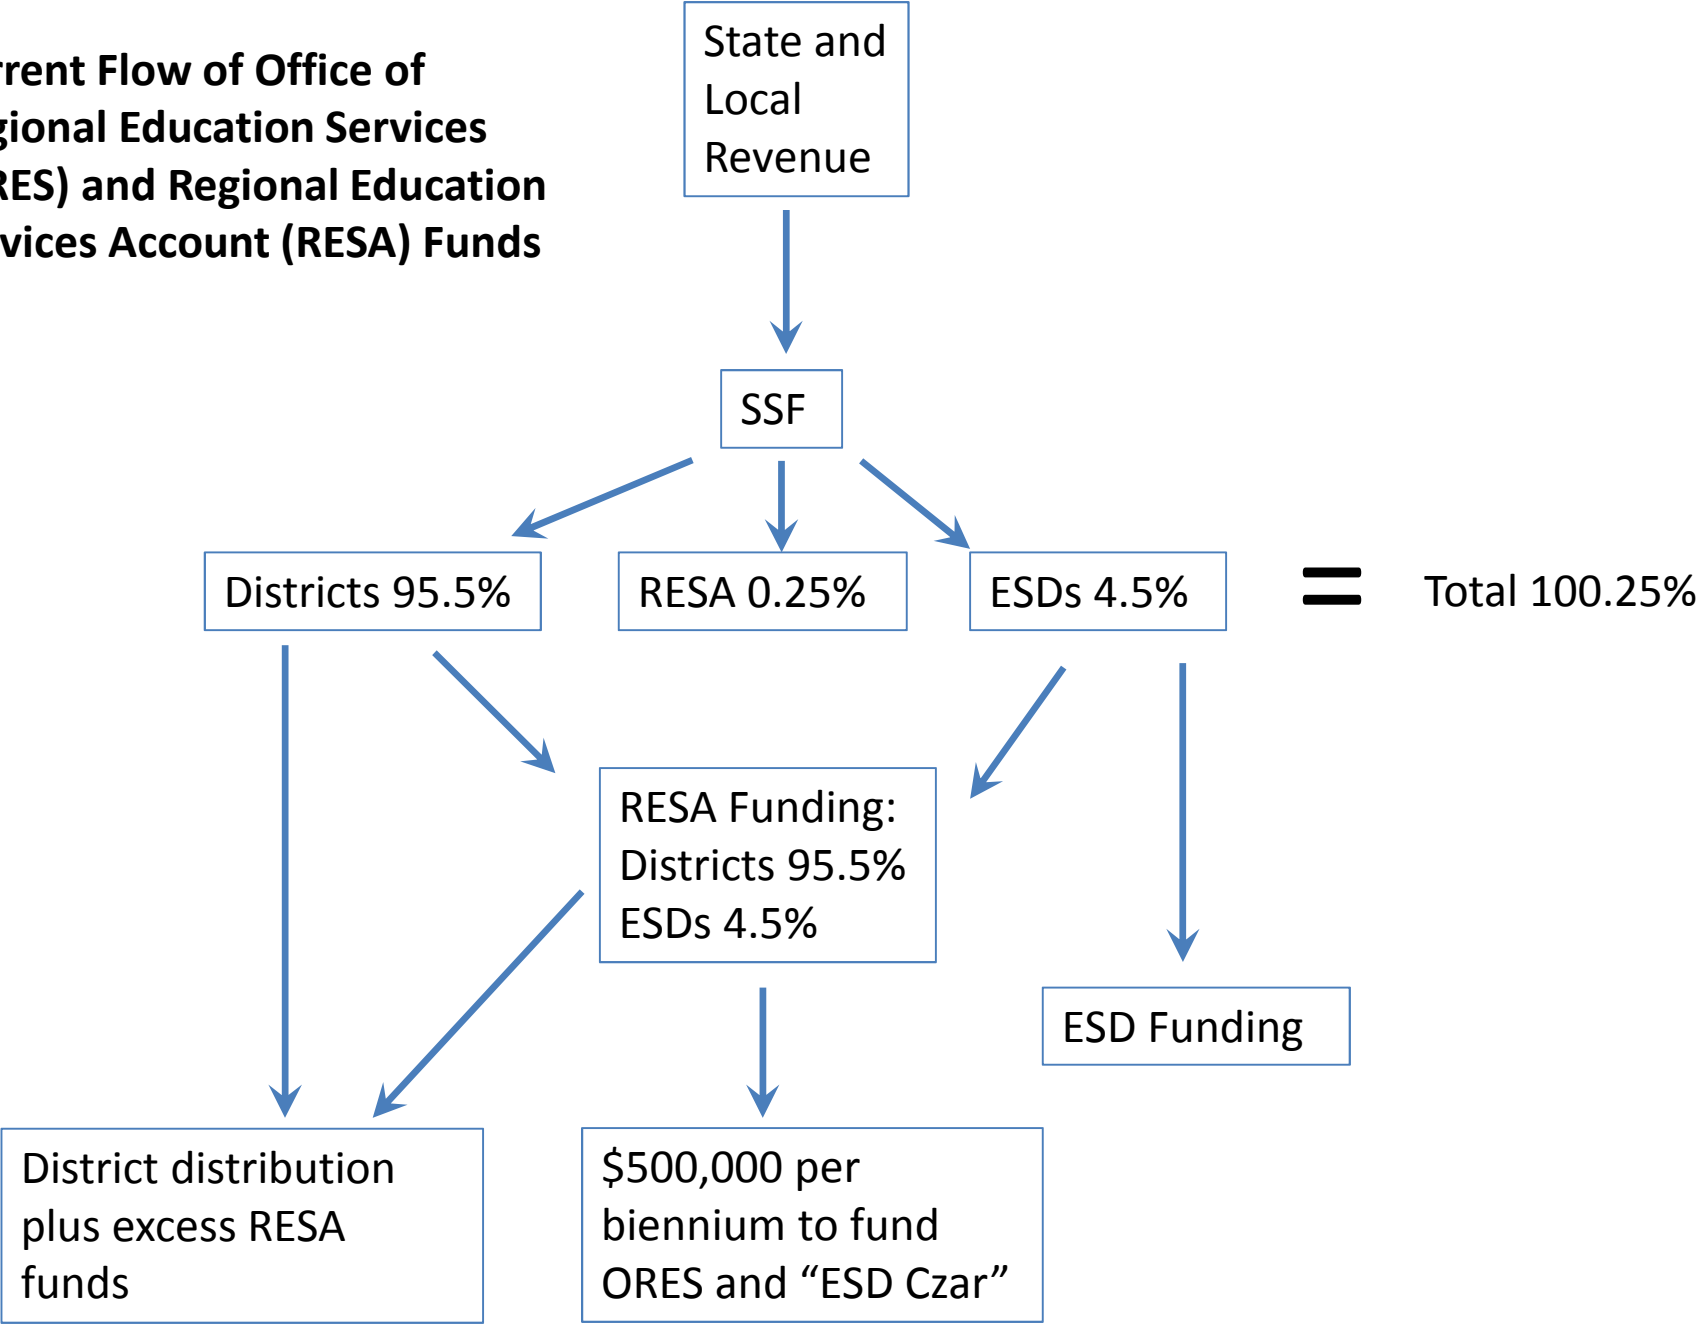 rrent Flow of Office of
gional Education Services
RES) and Regional Education
rvices Account (RESA) Funds
State and
Local
Revenue
SSF
Districts 95.5%
RESA 0.25%
ESDs 4.5%
=
Total 100.25%
RESA Funding:
Districts 95.5%
ESDs 4.5%
ESD Funding
District distribution
plus excess RESA
funds
$500,000 per
biennium to fund
ORES and “ESD Czar”